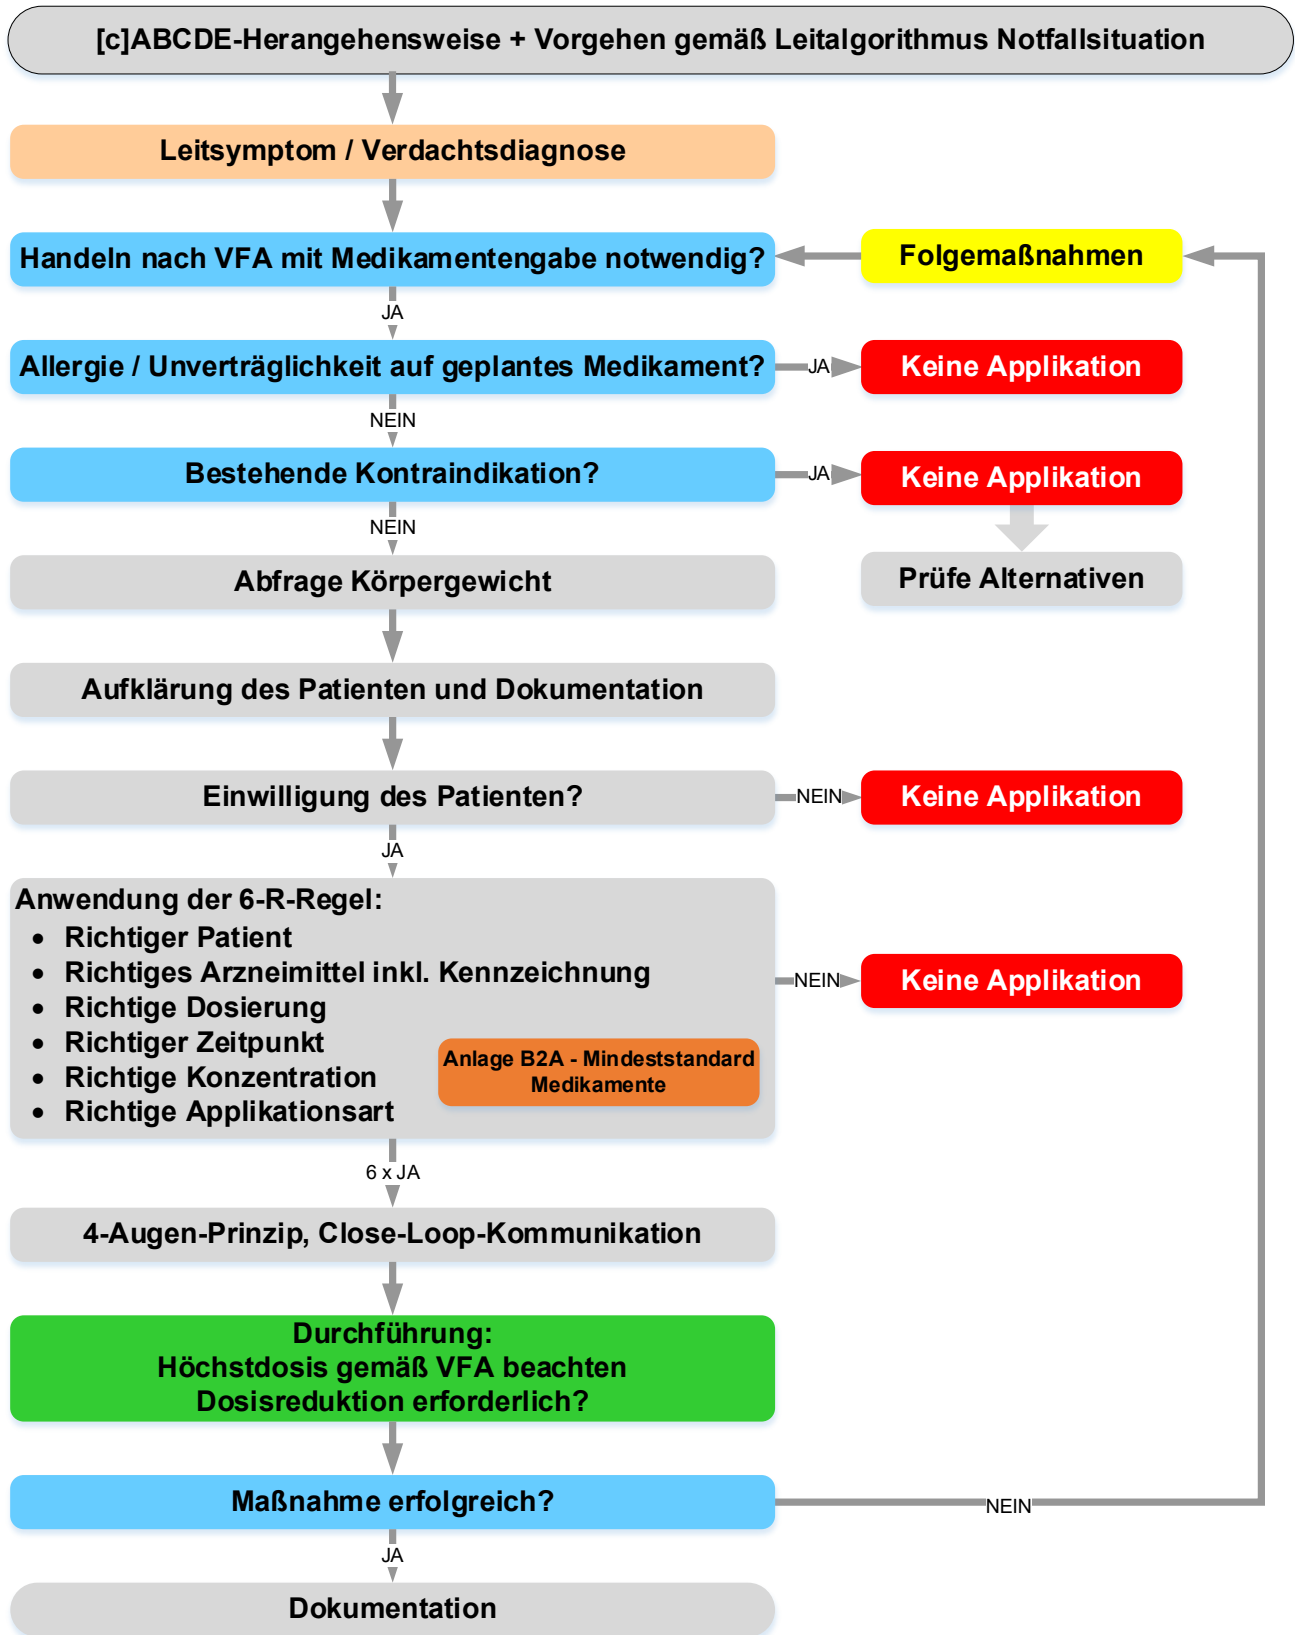 [c]ABCDE-Herangehensweise + Vorgehen gemäß Leitalgorithmus Notfallsituation
Leitsymptom / Verdachtsdiagnose
Handeln nach VFA mit Medikamentengabe notwendig?
Folgemaßnahmen
JA
Allergie / Unverträglichkeit auf geplantes Medikament?
JA
Keine Applikation
NEIN
Bestehende Kontraindikation?
JA
Keine Applikation
NEIN
Abfrage Körpergewicht
Prüfe Alternativen
Aufklärung des Patienten und Dokumentation
Einwilligung des Patienten?
NEIN
Keine Applikation
JA
Anwendung der 6-R-Regel:
• Richtiger Patient
• Richtiges Arzneimittel inkl. Kennzeichnung
• Richtige Dosierung
• Richtiger Zeitpunkt
• Richtige Konzentration
• Richtige Applikationsart
Anlage B2A - Mindeststandard
Medikamente
NEIN
Keine Applikation
6 x JA
4-Augen-Prinzip, Close-Loop-Kommunikation
Durchführung:
Höchstdosis gemäß VFA beachten
Dosisreduktion erforderlich?
Maßnahme erfolgreich?
NEIN
JA
Dokumentation